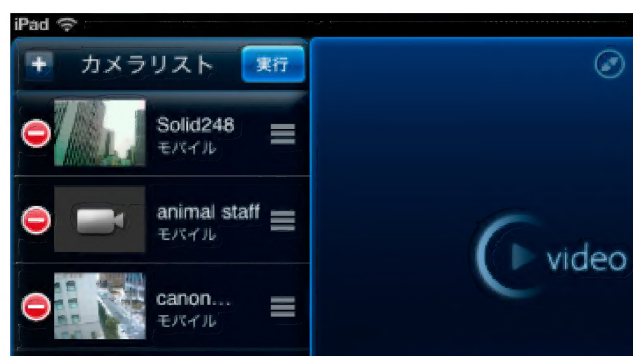 iPad
カメラリスト
実行
Solid248
モバイル
animal staff
モバイル
canon...
モバイル
video